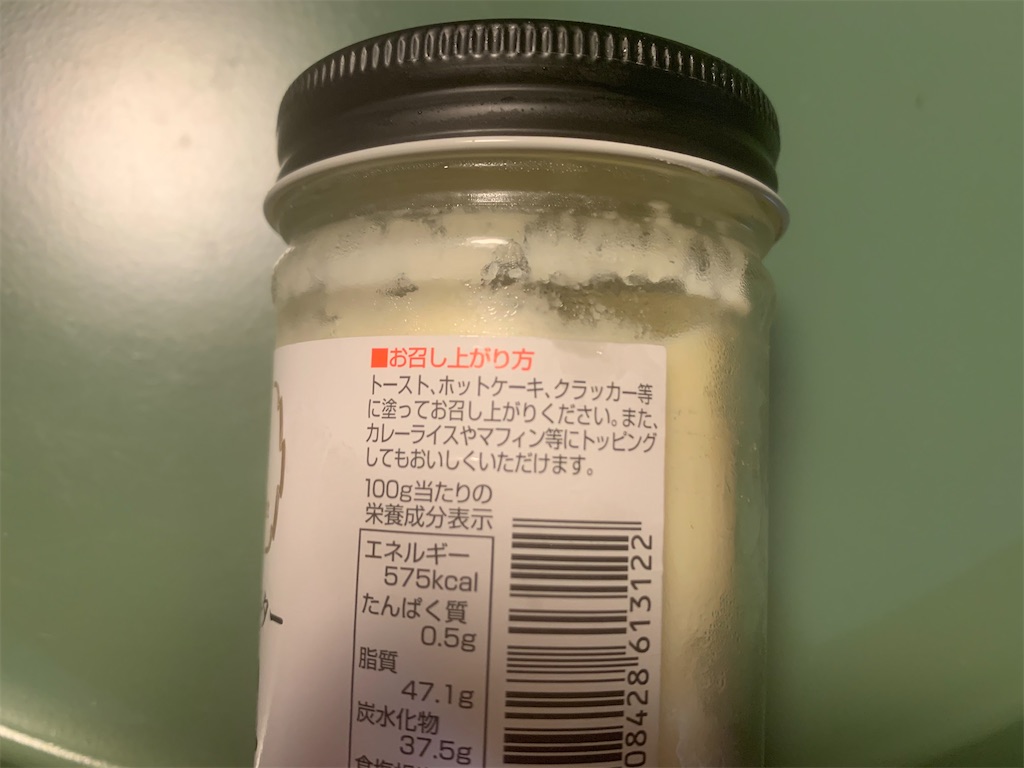 ■お召し上がり方
トースト、ホットケーキ、クラッカー等
に塗ってお召し上がりください。また、
カレーライスやマフィン等にトッピング
してもおいしくいただけます。
100g当たりの
栄養成分表示
エネルギー
575kcal
たんぱく質
0.5g
脂質
47.1g
炭水化物
37.5g
08428613122
ター